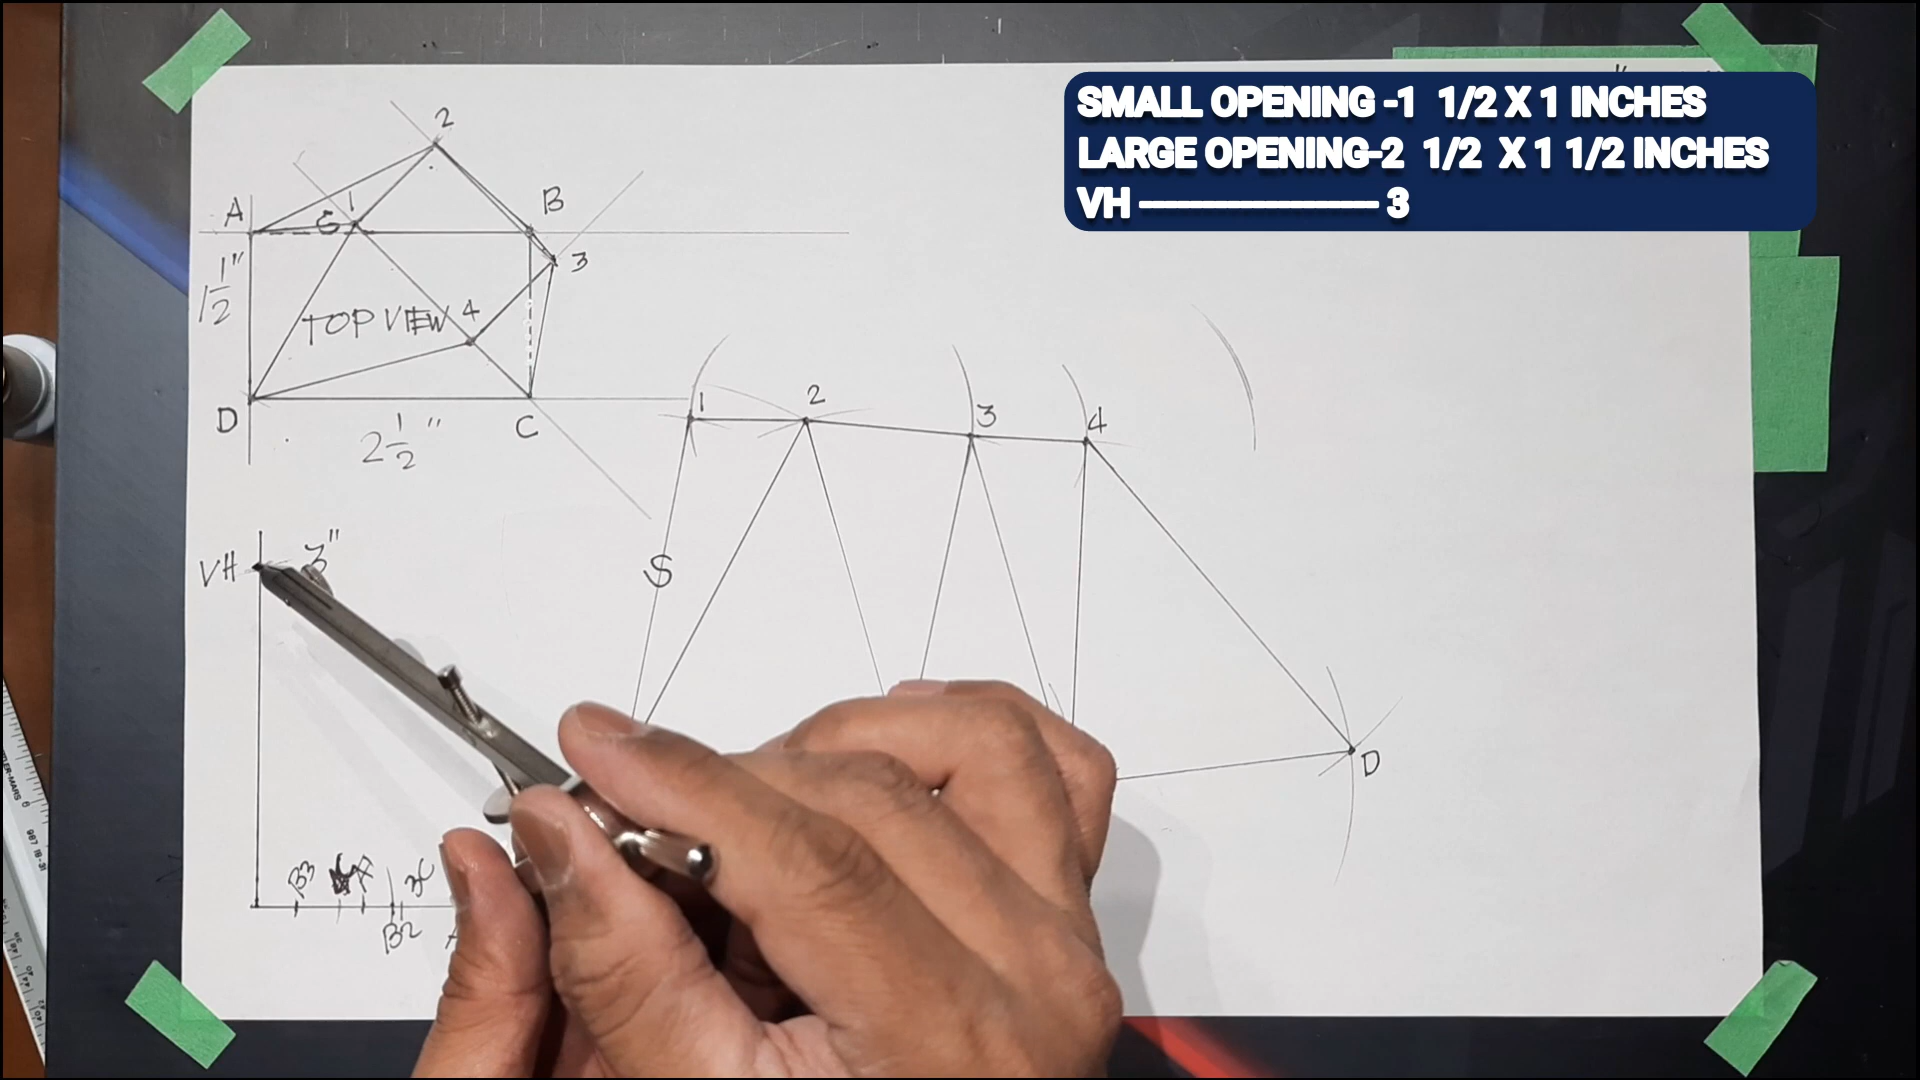 SMALL OPENING -1 1/2 X 1 INCHES
LARGE OPENING-2 1/2 X 1 1/2 INCHES
VH ------------------ 3
2
A
1
B
3
1 1/2"
TOP VIEW
4
D
2 1/2"
C
1
2
3
4
VH
3"
S
D
B3
3C
B2